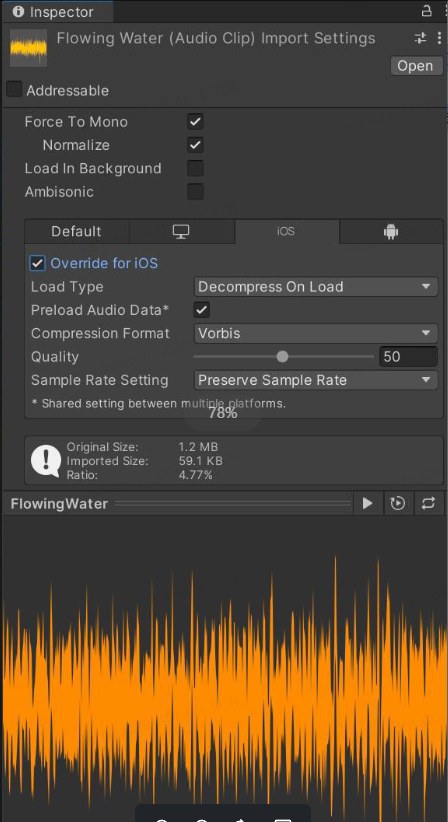 Inspector
Flowing Water (Audio Clip) Import Settings
Open
Addressable
Force To Mono
Normalize
Load In Background
Ambisonic
Default iOS
Override for iOS
Load Type Decompress On Load
Preload Audio Data*
Compression Format Vorbis
Quality 50
Sample Rate Setting Preserve Sample Rate
* Shared setting between multiple platforms.
78%
Original Size: 1.2 MB
Imported Size: 59.1 KB
Ratio: 4.77%
FlowingWater